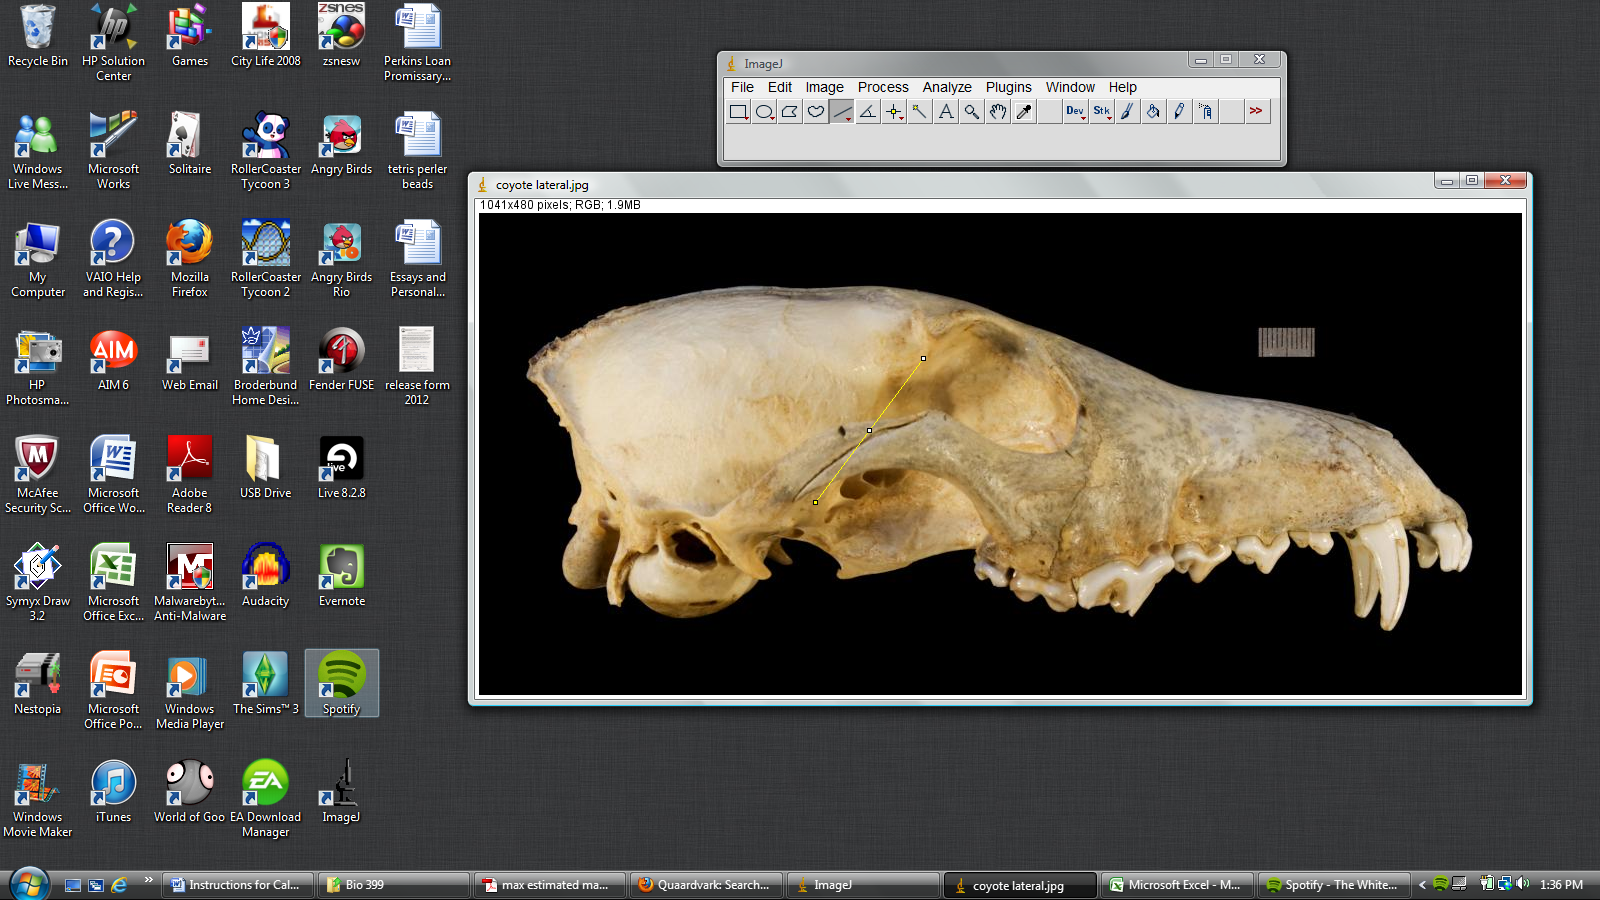 Recycle Bin
HP Solution
Center
Games
City Life 2008
zsnes
zsnesw
Perkins Loan
Promissary...
Windows
Live Mess...
Microsoft
Works
Solitaire
RollerCoaster
Tycoon 3
Angry Birds
tetris perler
beads
My
Computer
VAIO Help
and Regis...
Mozilla
Firefox
RollerCoaster
Tycoon 2
Angry Birds
Rio
Essays and
Personal...
HP
Photosma...
AIM
AIM 6
Web Email
Broderbund
Home Desi...
Fender FUSE
release form
2012
McAfee
Security Sc...
Microsoft
Office Wo...
Adobe
Reader 8
USB Drive
live
Live 8.2.8
Symyx Draw
3.2
Microsoft
Office Exc...
Malwarebyt...
Anti-Malware
Audacity
Evernote
Nestopia
Microsoft
Office Po...
Windows
Media Player
The Sims™ 3
Spotify
Windows
Movie Maker
iTunes
World of Goo
EA
EA Download
Manager
ImageJ
ImageJ
File Edit Image Process Analyze Plugins Window Help
A Dev Stk >>
coyote lateral.jpg
1041x480 pixels; RGB; 1.9MB
Instructions for Cal...
Bio 399
max estimated ma...
Quaardvark: Search...
ImageJ
coyote lateral.jpg
Microsoft Excel - M...
Spotify - The White...
1:36 PM